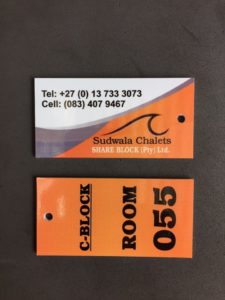 Tel: +27 (0) 13 733 3073
Cell: (083) 407 9467
Sudwala Chalets
SHARE BLOCK (Pty) Ltd.
C-BLOCK
ROOM
055